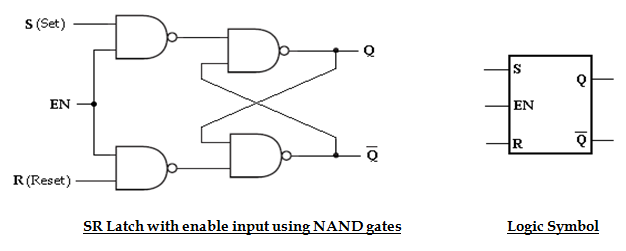 S (Set)
Q
EN
Q̅
R (Reset)
S
Q
EN
R
Q̅
SR Latch with enable input using NAND gates
Logic Symbol